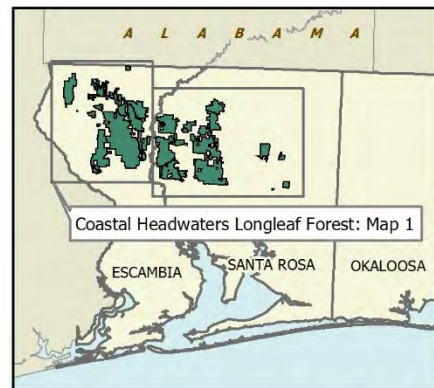 A L A B A M A
Coastal Headwaters Longleaf Forest: Map 1
ESCAMBIA
SANTA ROSA
OKALOOSA